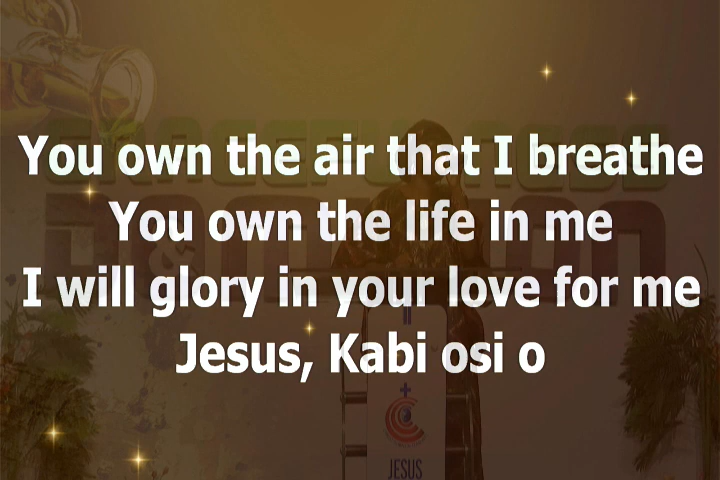 You own the air that I breathe
You own the life in me
I will glory in your love for me
Jesus, Kabi osi o
JESUS